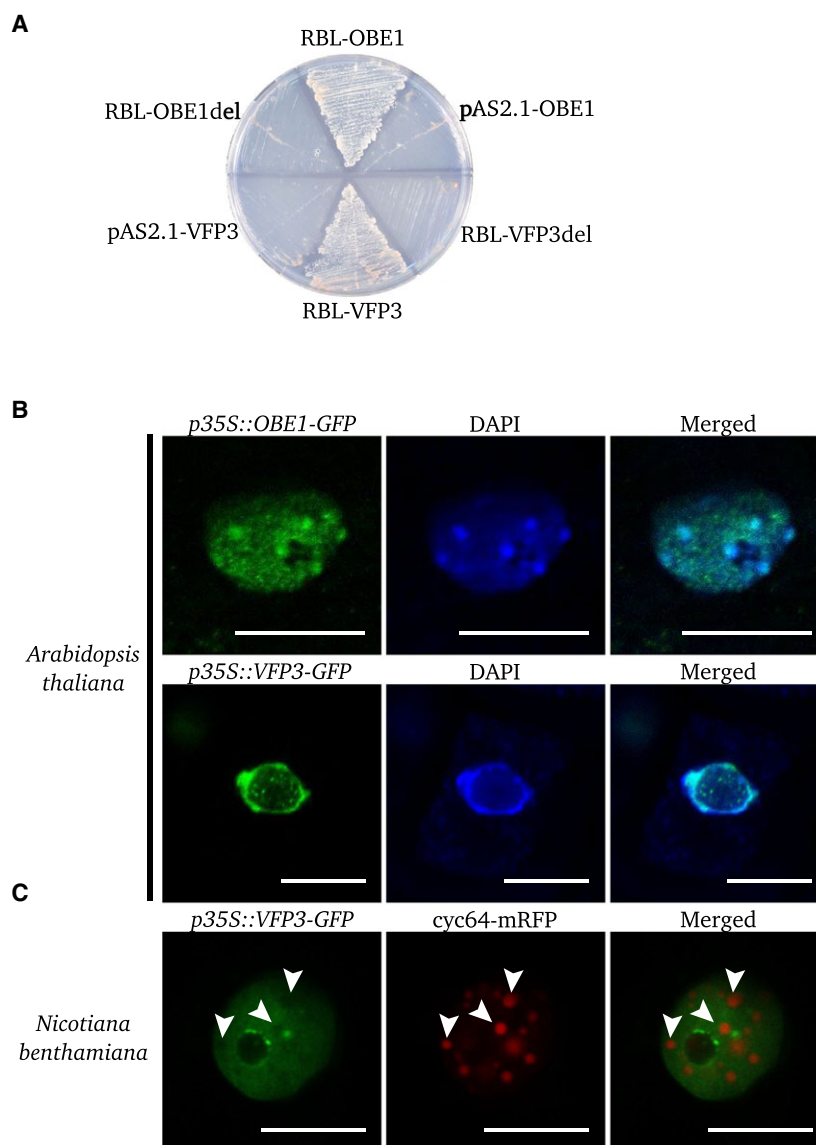 A
RBL-OBE1
RBL-OBE1del
pAS2.1-OBE1
pAS2.1-VFP3
RBL-VFP3del
RBL-VFP3
B
p35S::OBE1-GFP DAPI Merged
Arabidopsis
thaliana
p35S::VFP3-GFP DAPI Merged
C
p35S::VFP3-GFP cyc64-mRFP Merged
Nicotiana
benthamiana